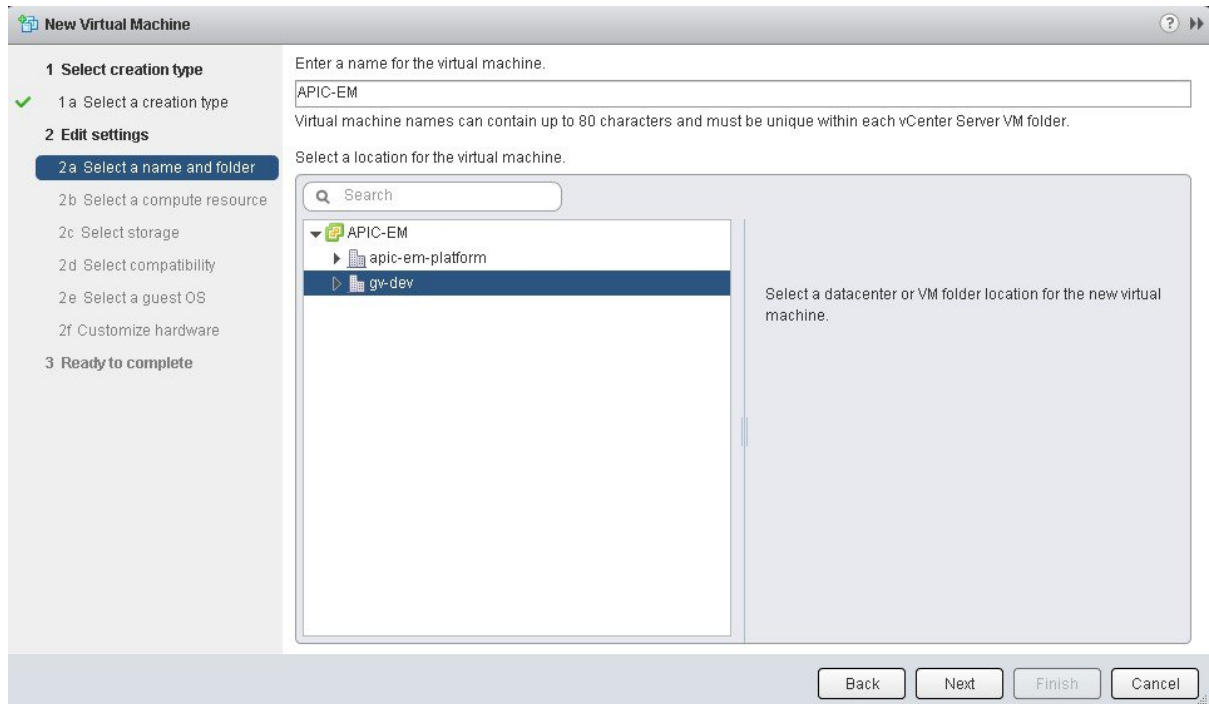 New Virtual Machine
?
1 Select creation type
1a Select a creation type
2 Edit settings
2a Select a name and folder
2b Select a compute resource
2c Select storage
2d Select compatibility
2e Select a guest OS
2f Customize hardware
3 Ready to complete
Enter a name for the virtual machine.
APIC-EM
Virtual machine names can contain up to 80 characters and must be unique within each vCenter Server VM folder.
Select a location for the virtual machine.
Search
APIC-EM
apic-em-platform
gv-dev
Select a datacenter or VM folder location for the new virtual
machine.
Back
Next
Finish
Cancel